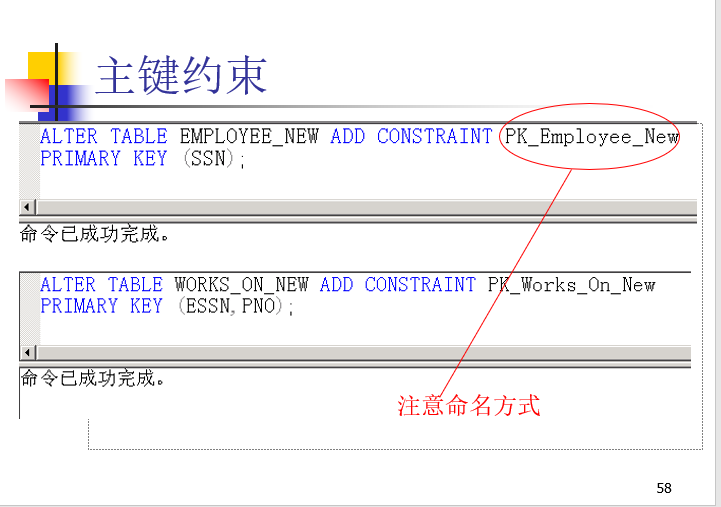 主键约束
ALTER TABLE EMPLOYEE_NEW ADD CONSTRAINT PK_Employee_New
PRIMARY KEY (SSN);
命令已成功完成。
ALTER TABLE WORKS_ON_NEW ADD CONSTRAINT PK_Works_On_New
PRIMARY KEY (ESSN,PNO);
命令已成功完成。
注意命名方式
58